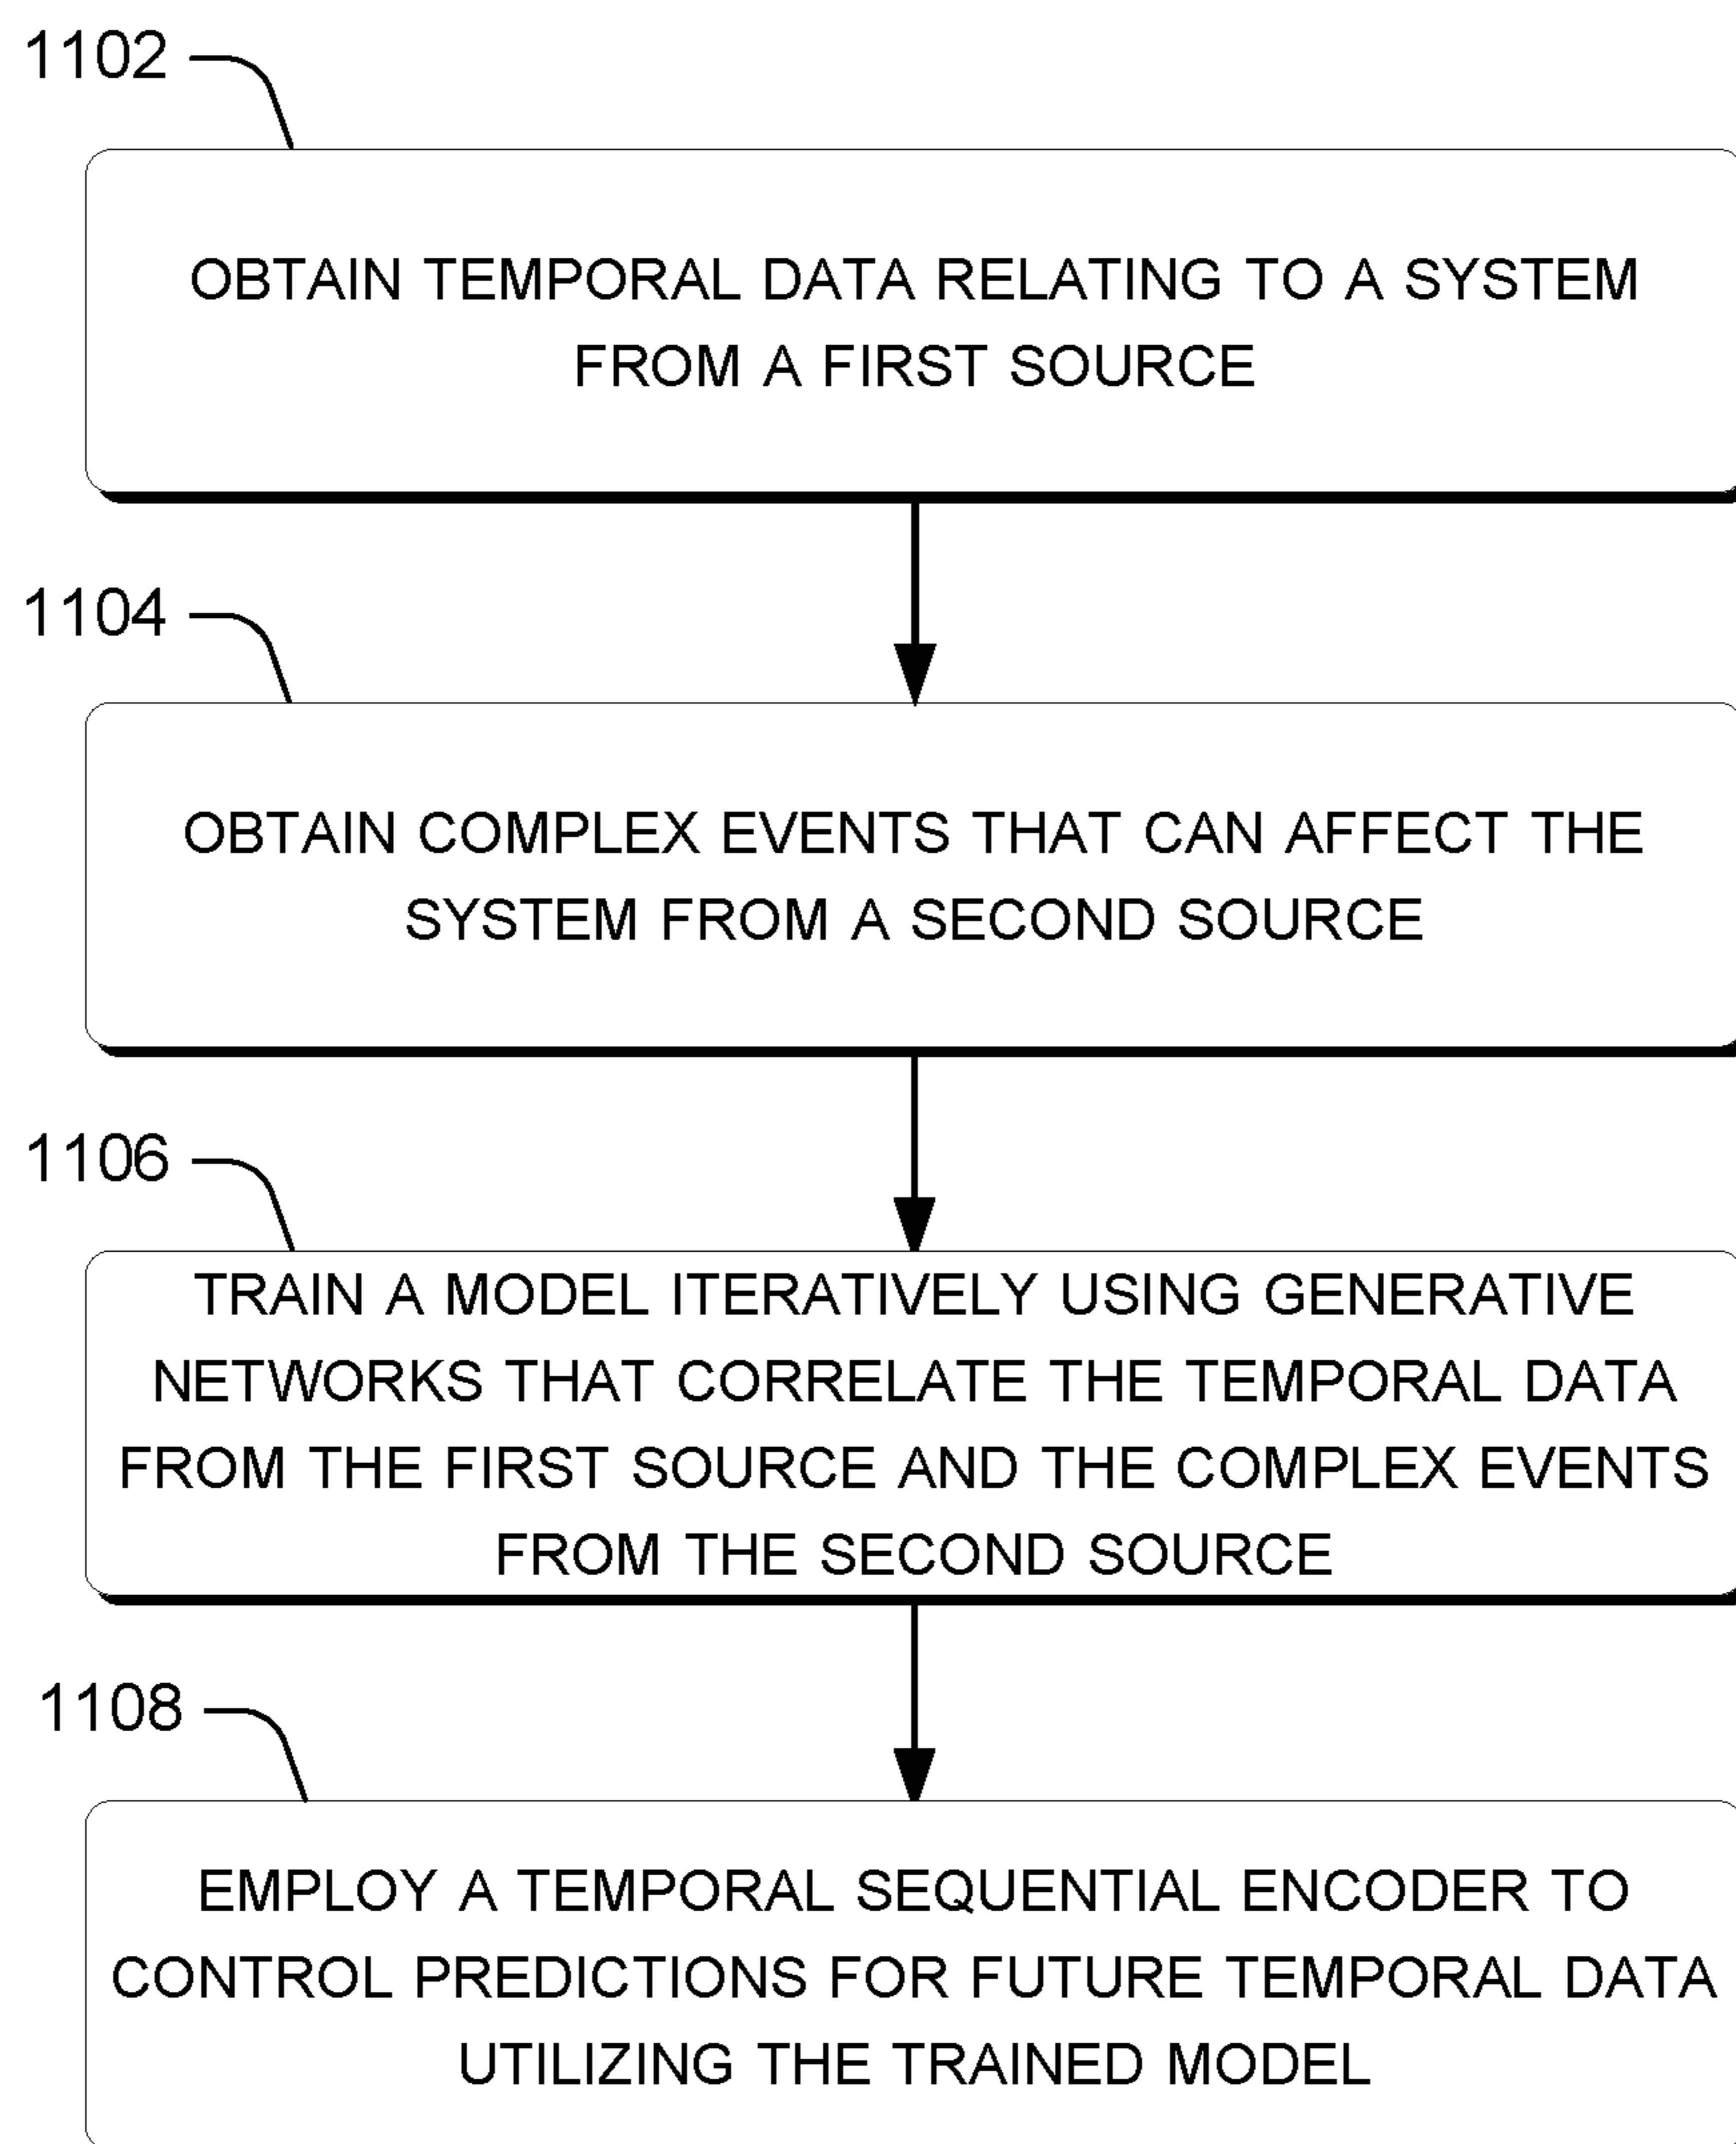 1102
OBTAIN TEMPORAL DATA RELATING TO A SYSTEM
FROM A FIRST SOURCE
1104
OBTAIN COMPLEX EVENTS THAT CAN AFFECT THE
SYSTEM FROM A SECOND SOURCE
1106
TRAIN A MODEL ITERATIVELY USING GENERATIVE
NETWORKS THAT CORRELATE THE TEMPORAL DATA
FROM THE FIRST SOURCE AND THE COMPLEX EVENTS
FROM THE SECOND SOURCE
1108
EMPLOY A TEMPORAL SEQUENTIAL ENCODER TO
CONTROL PREDICTIONS FOR FUTURE TEMPORAL DATA
UTILIZING THE TRAINED MODEL